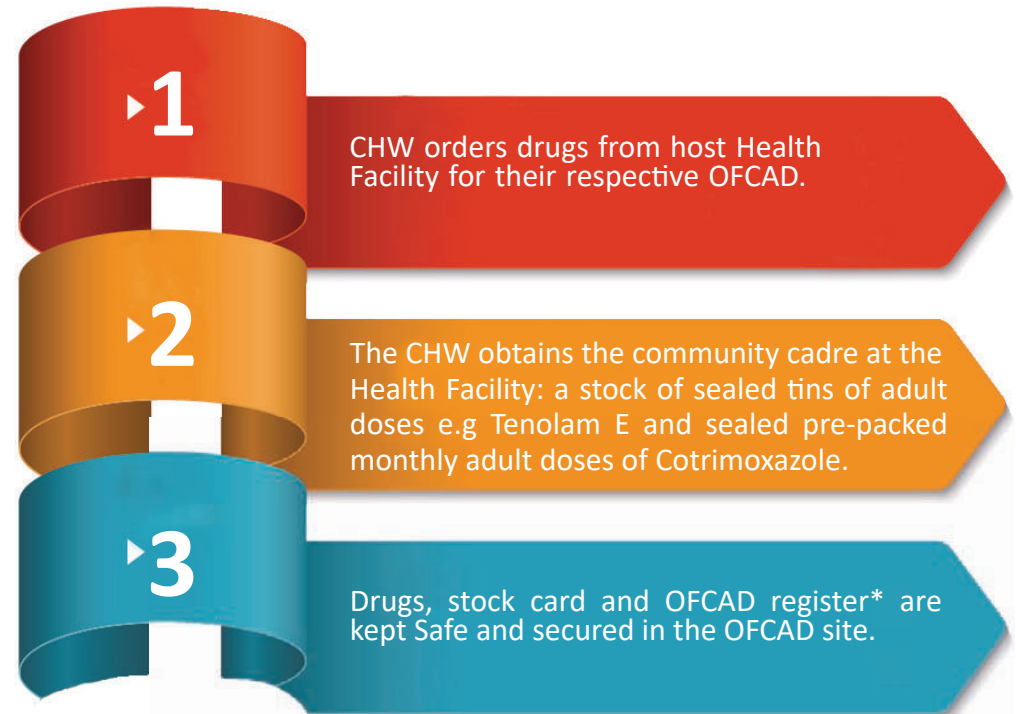 1
CHW orders drugs from host Health
Facility for their respective OFCAD.
2
The CHW obtains the community cadre at the
Health Facility: a stock of sealed tins of adult
doses e.g Tenolam E and sealed pre-packed
monthly adult doses of Cotrimoxazole.
3
Drugs, stock card and OFCAD register* are
kept Safe and secured in the OFCAD site.